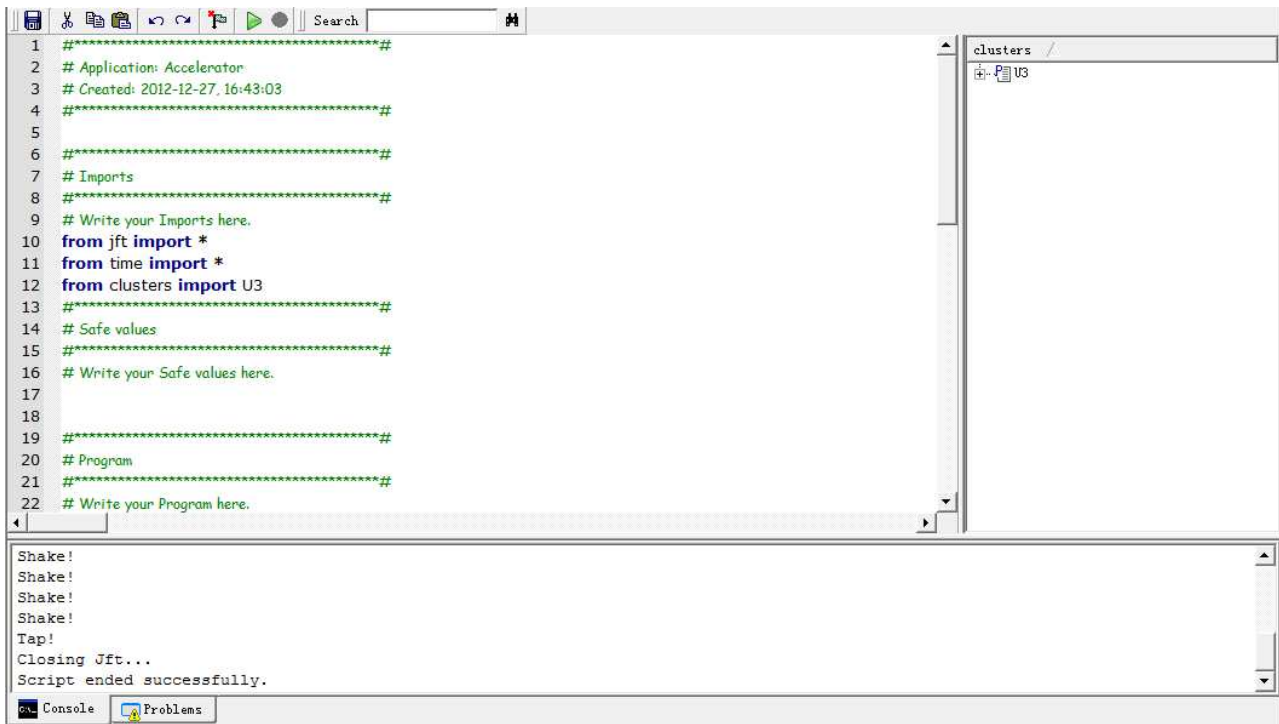 Search
1 #******************************************#
2 # Application: Accelerator
3 # Created: 2012-12-27, 16:43:03
4 #******************************************#
5
6 #******************************************#
7 # Imports
8 #******************************************#
9 # Write your Imports here.
10 from jft import *
11 from time import *
12 from clusters import U3
13 #******************************************#
14 # Safe values
15 #******************************************#
16 # Write your Safe values here.
17
18
19 #******************************************#
20 # Program
21 #******************************************#
22 # Write your Program here.
clusters /
U3
Shake!
Shake!
Shake!
Shake!
Tap!
Closing Jft...
Script ended successfully.
Console Problems